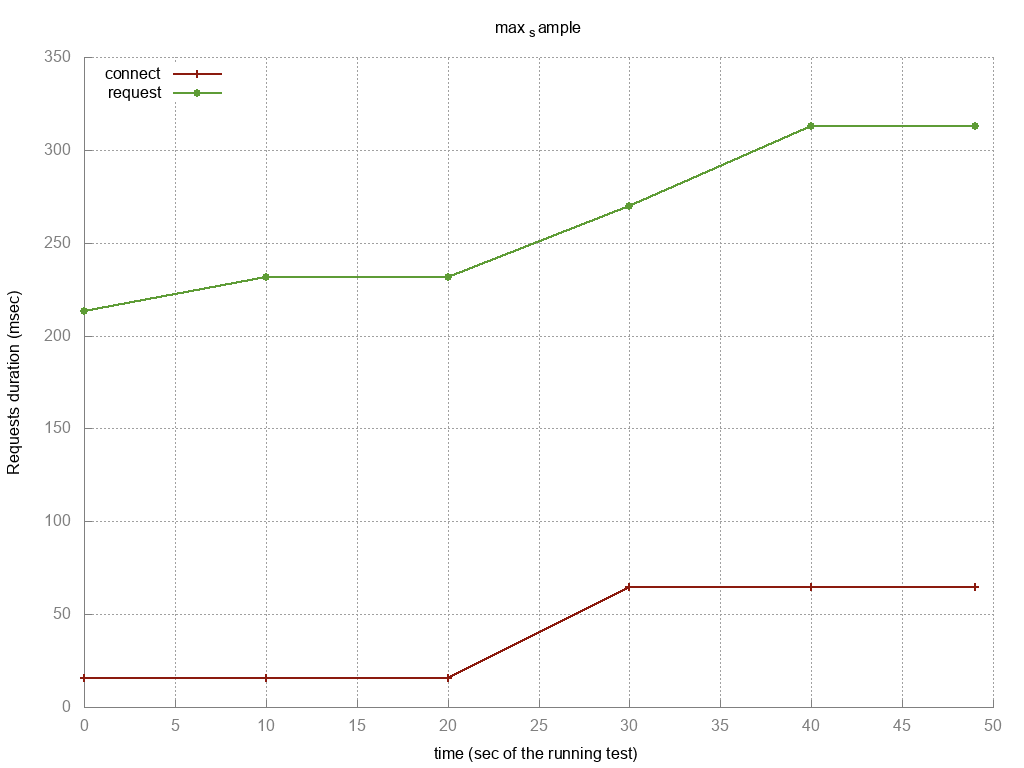 max s ample
350
connect
request
300
250
200
150
100
50
0
0 5 10 15 20 25 30 35 40 45 50
Requests duration (msec)
time (sec of the running test)